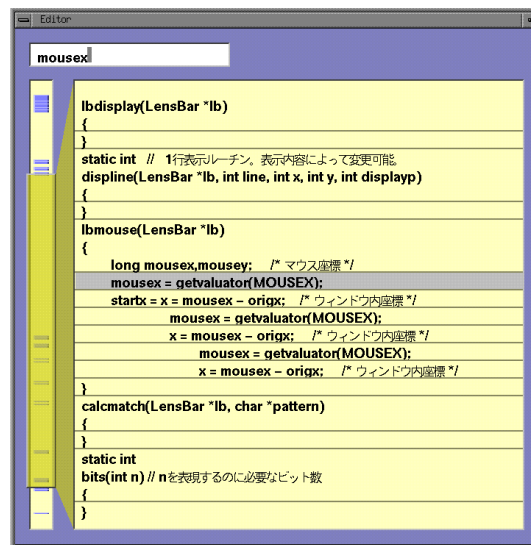 Editor
mousex
lbdisplay(LensBar *lb)
{
}
static int // 1行表示ルーチン。表示内容によって変更可能。
displine(LensBar *lb, int line, int x, int y, int displayp)
{
}
lbmouse(LensBar *lb)
{
long mousex,mousey; /* マウス座標 */
mousex = getvaluator(MOUSEX);
startx = x = mousex − origx; /* ウィンドウ内座標 */
mousex = getvaluator(MOUSEX);
x = mousex − origx; /* ウィンドウ内座標 */
mousex = getvaluator(MOUSEX);
x = mousex − origx; /* ウィンドウ内座標 */
}
calcmatch(LensBar *lb, char *pattern)
{
}
static int
bits(int n) // nを表現するのに必要なビット数
{
}